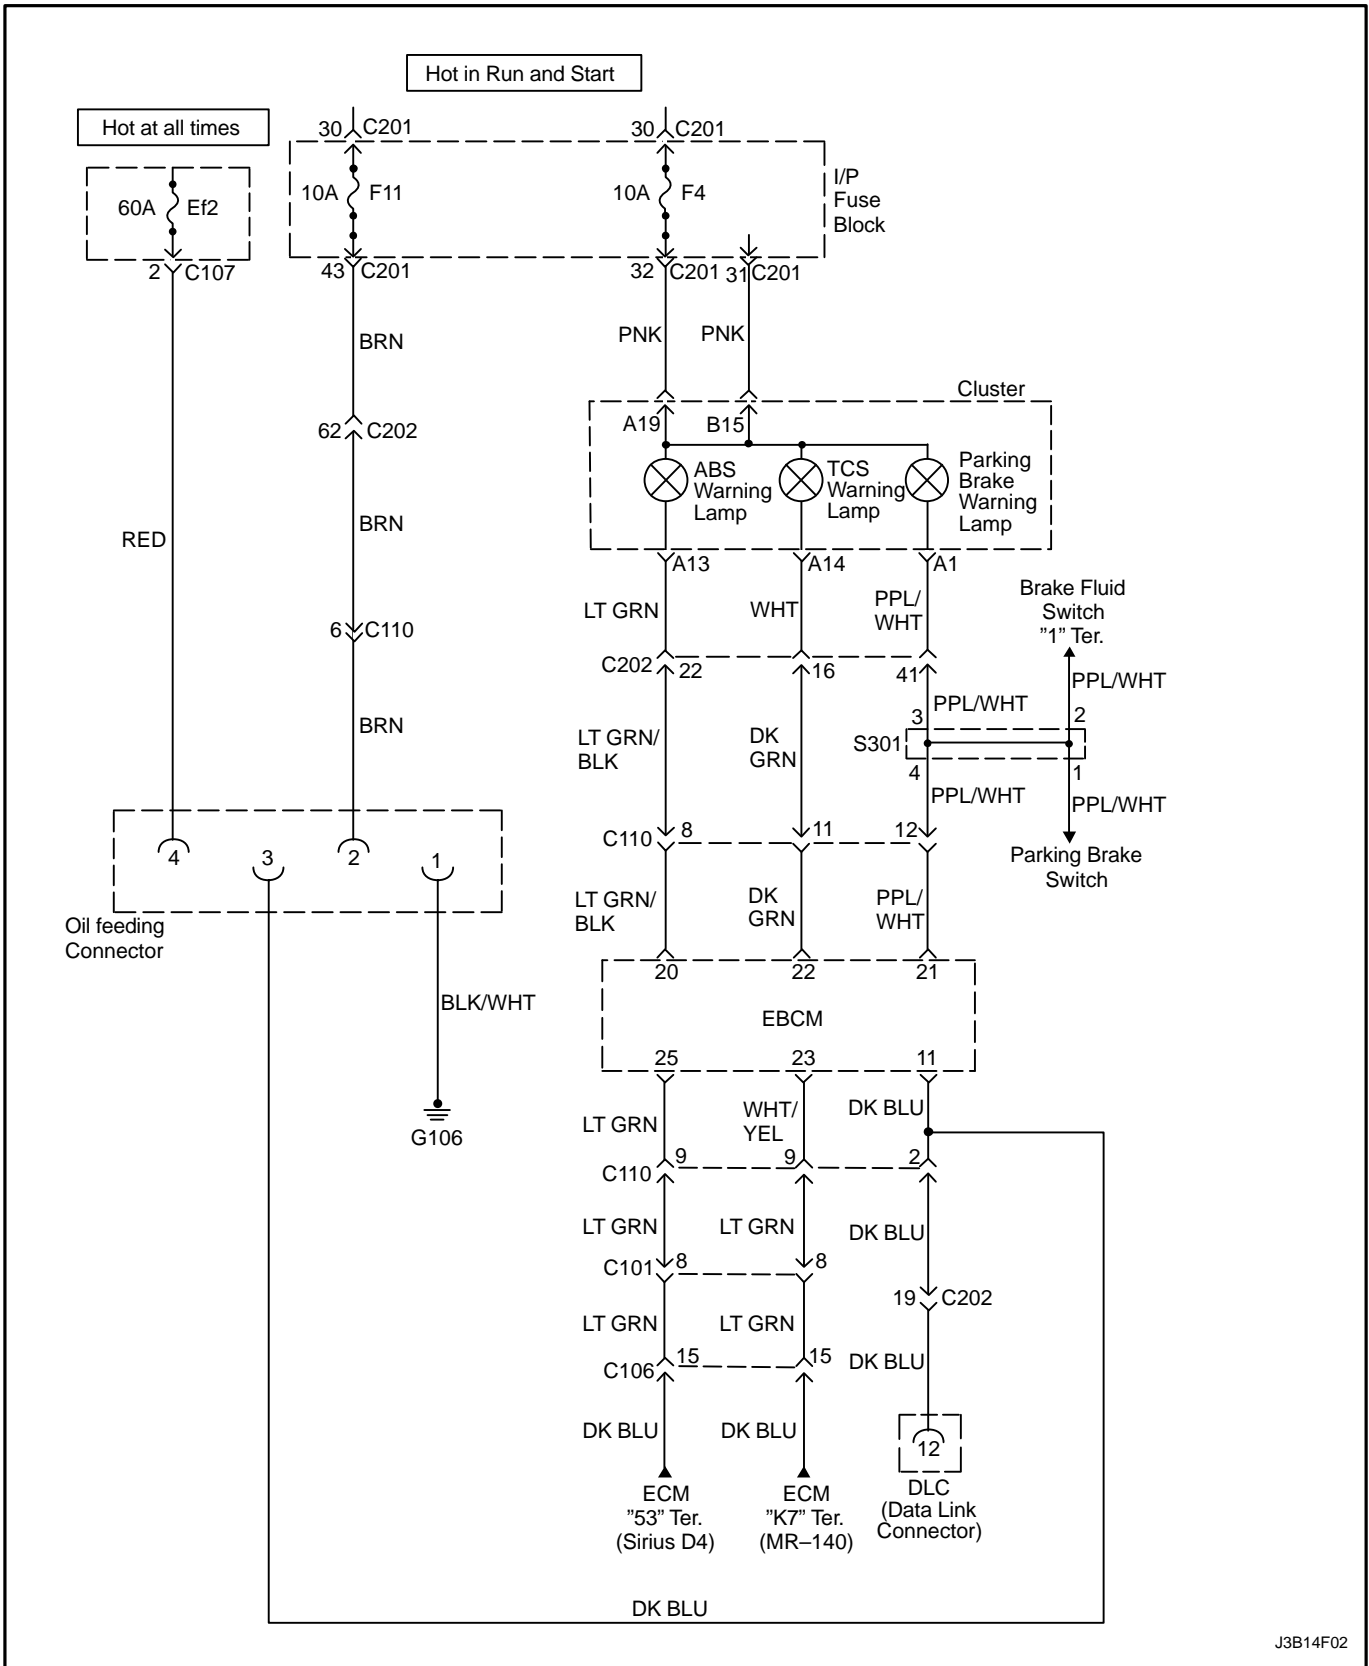 Hot in Run and Start
Hot at all times
30 C201
30 C201
60A Ef2
10A F11
10A F4
I/P
Fuse
Block
2 C107
43 C201
32 C201
31 C201
BRN
PNK
PNK
Cluster
62 C202
A19
B15
ABS
Warning
Lamp
TCS
Warning
Lamp
Parking
Brake
Warning
Lamp
RED
BRN
A13
A14
A1
LT GRN
WHT
PPL/
WHT
Brake Fluid
Switch
"1" Ter.
6 C110
C202 22
16
41
PPL/WHT
PPL/WHT
BRN
LT GRN/
BLK
DK
GRN
3
2
S301
4
1
PPL/WHT
PPL/WHT
C110 8
11
12
Parking Brake
Switch
4
3
2
1
Oil feeding
Connector
LT GRN/
BLK
DK
GRN
PPL/
WHT
20
22
21
EBCM
BLK/WHT
25
23
11
G106
LT GRN
WHT/
YEL
DK BLU
C110 9
9
2
LT GRN
LT GRN
DK BLU
C101 8
8
19 C202
LT GRN
LT GRN
DK BLU
C106 15
15
DK BLU
DK BLU
12
ECM
"53" Ter.
(Sirius D4)
ECM
"K7" Ter.
(MR–140)
DLC
(Data Link
Connector)
DK BLU
J3B14F02